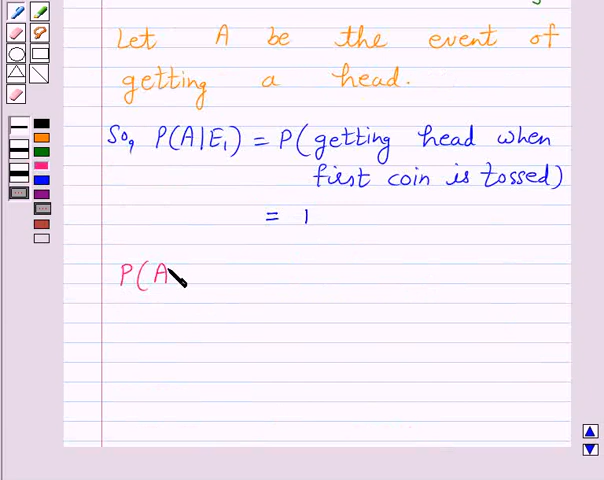 Let A be the event of
getting a head.
So, P(A|E₁) = P(getting head when
first coin is tossed)
= 1
P(A